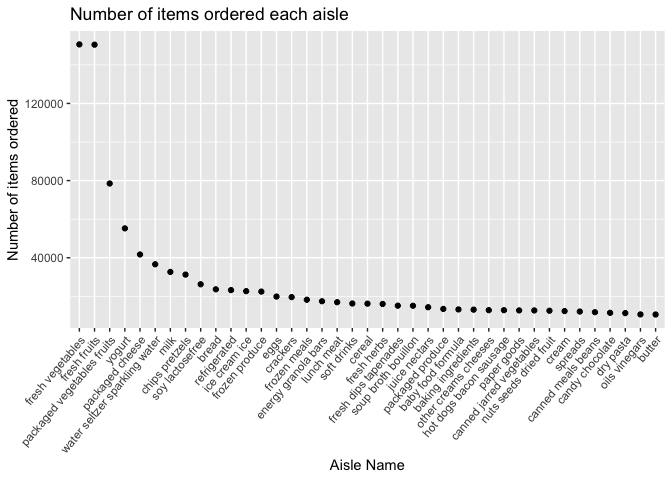 Number of items ordered each aisle
Number of items ordered
120000
80000
40000
fresh vegetables
fresh fruits
packaged vegetables fruits
yogurt
packaged cheese
water seltzer sparkling water
milk
chips pretzels
soy lactosefree
bread
refrigerated
ice cream ice
frozen produce
eggs
crackers
frozen meals
energy granola bars
lunch meat
soft drinks
cereal
fresh herbs
fresh dips tapenades
soup broth bouillon
juice nectars
packaged produce
baby food formula
baking ingredients
other creams cheeses
hot dogs bacon sausage
paper goods
canned jarred vegetables
nuts seeds dried fruit
cream
spreads
canned meals beans
candy chocolate
dry pasta
oils vinegars
butter
Aisle Name